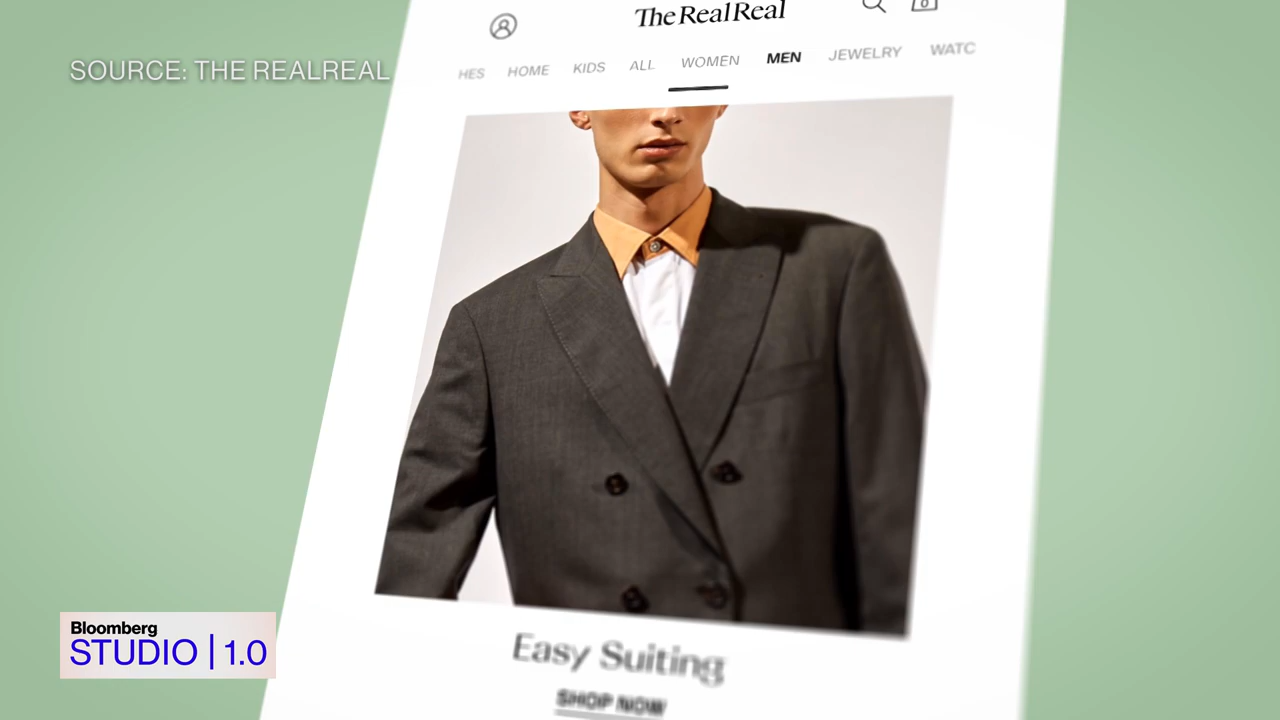 The RealReal
0
SOURCE: THE REALREAL
HES HOME KIDS ALL WOMEN MEN JEWELRY WATC
Easy Suiting
SHOP NOW
Bloomberg
STUDIO | 1.0